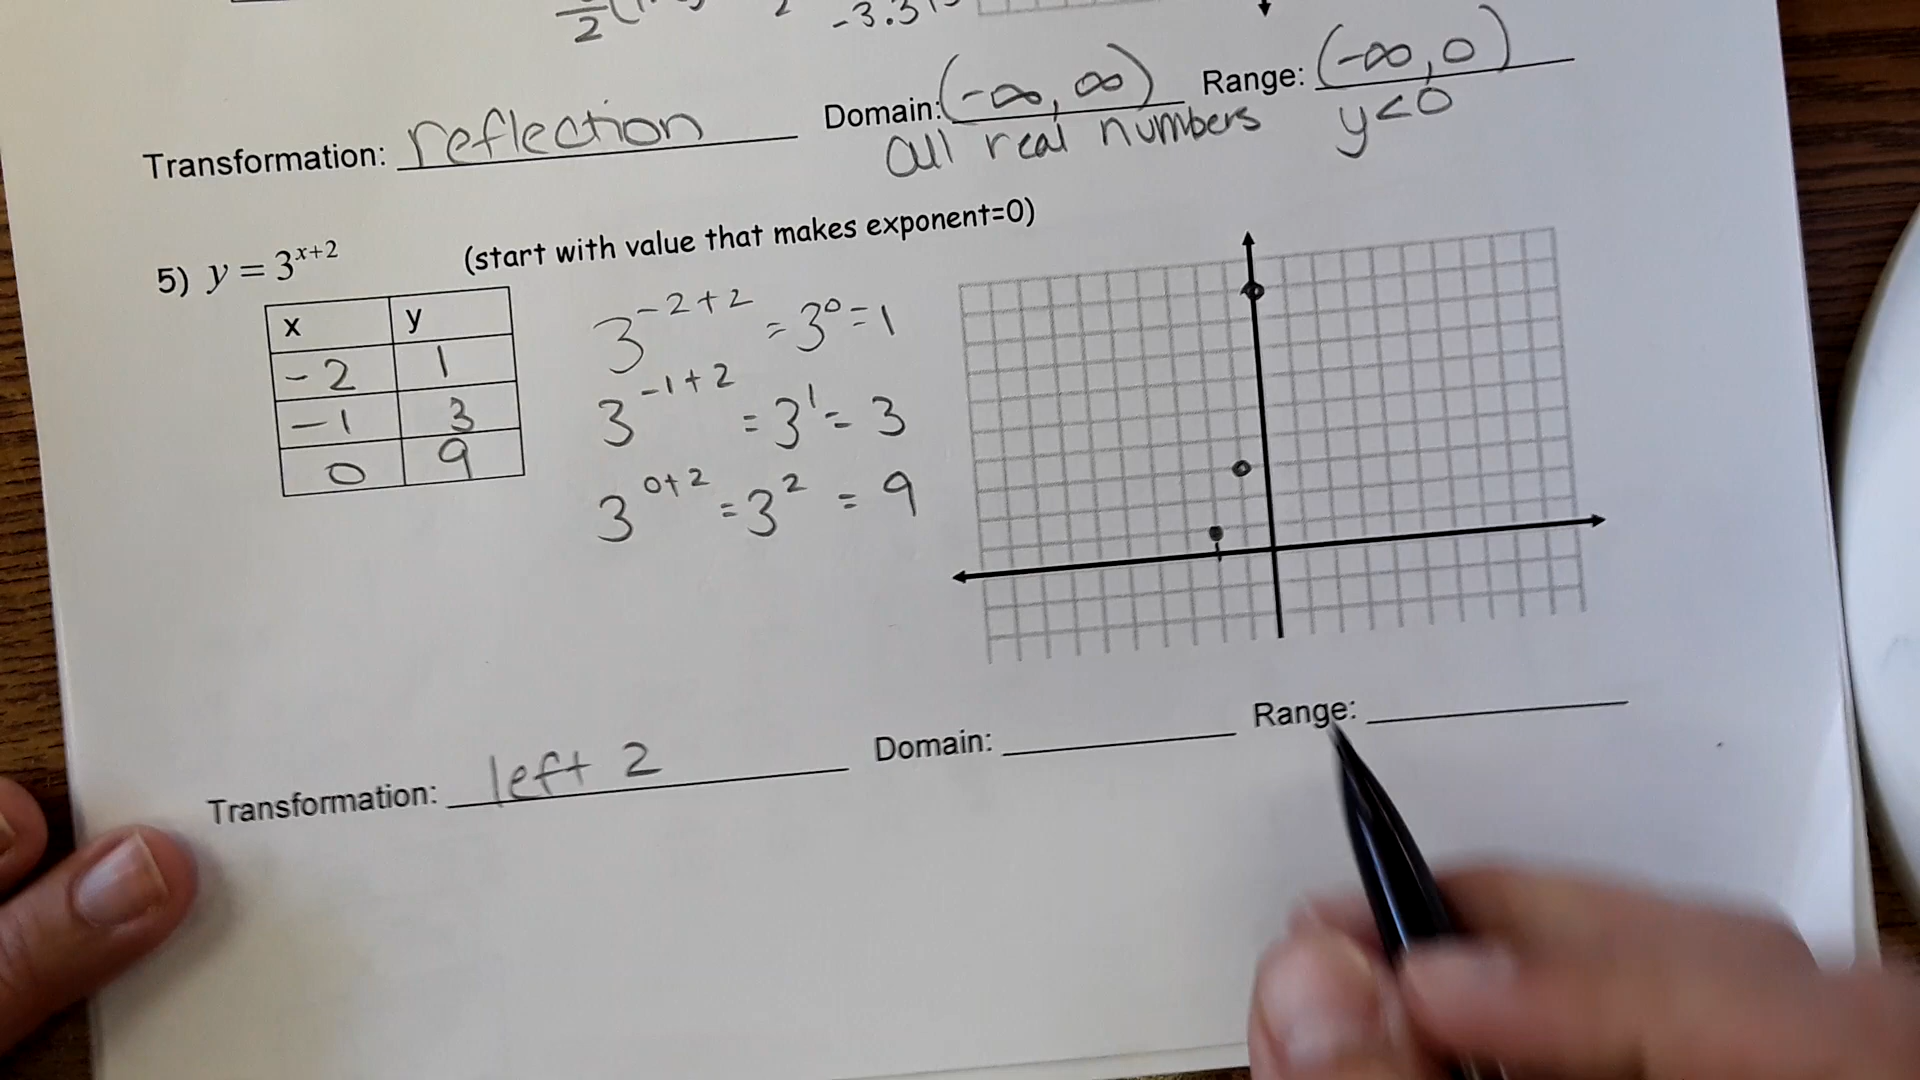 2 2 -3.3
Transformation: reflection Domain: (-∞, ∞) Range: (-∞, 0)
all real numbers y<0
5) y = 3^{x+2} (start with value that makes exponent=0)
x y
-2 1
-1 3
0 9
3^{-2+2} = 3^0 = 1
3^{-1+2} = 3^1 = 3
3^{0+2} = 3^2 = 9
Transformation: left 2 Domain: Range: